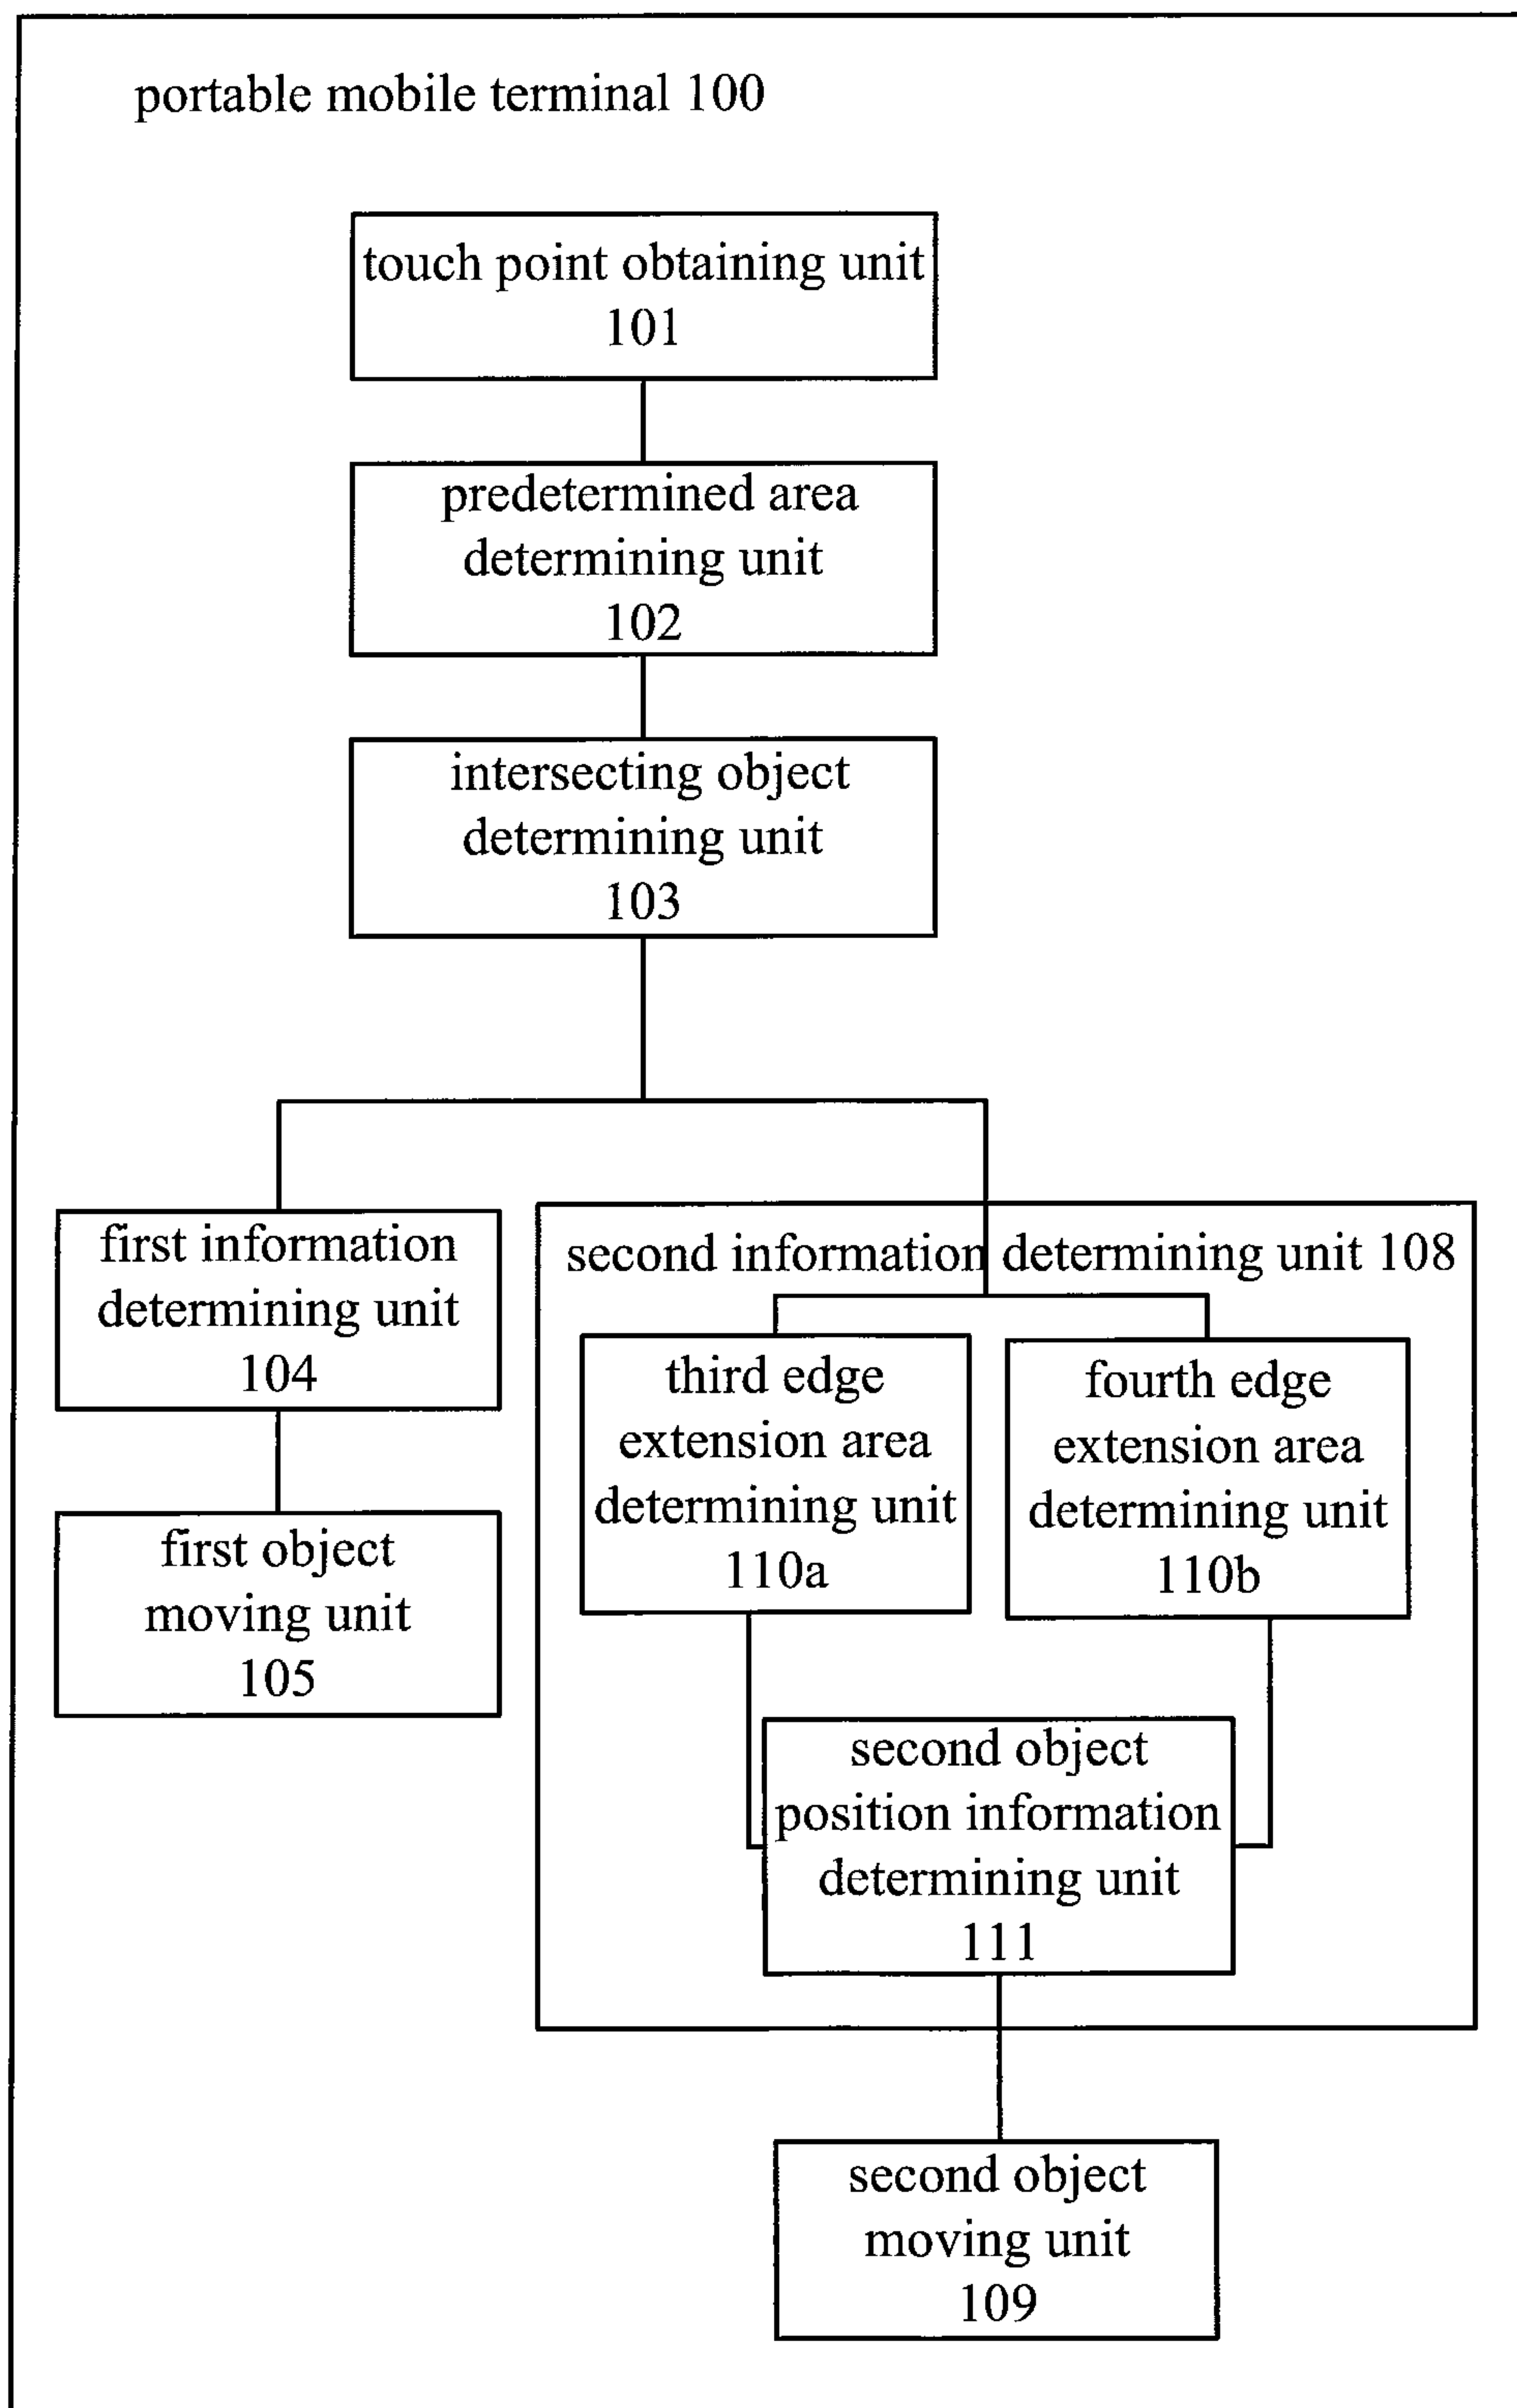 portable mobile terminal 100
touch point obtaining unit
101
predetermined area
determining unit
102
intersecting object
determining unit
103
first information
determining unit
104
first object
moving unit
105
second information determining unit 108
third edge
extension area
determining unit
110a
fourth edge
extension area
determining unit
110b
second object
position information
determining unit
111
second object
moving unit
109